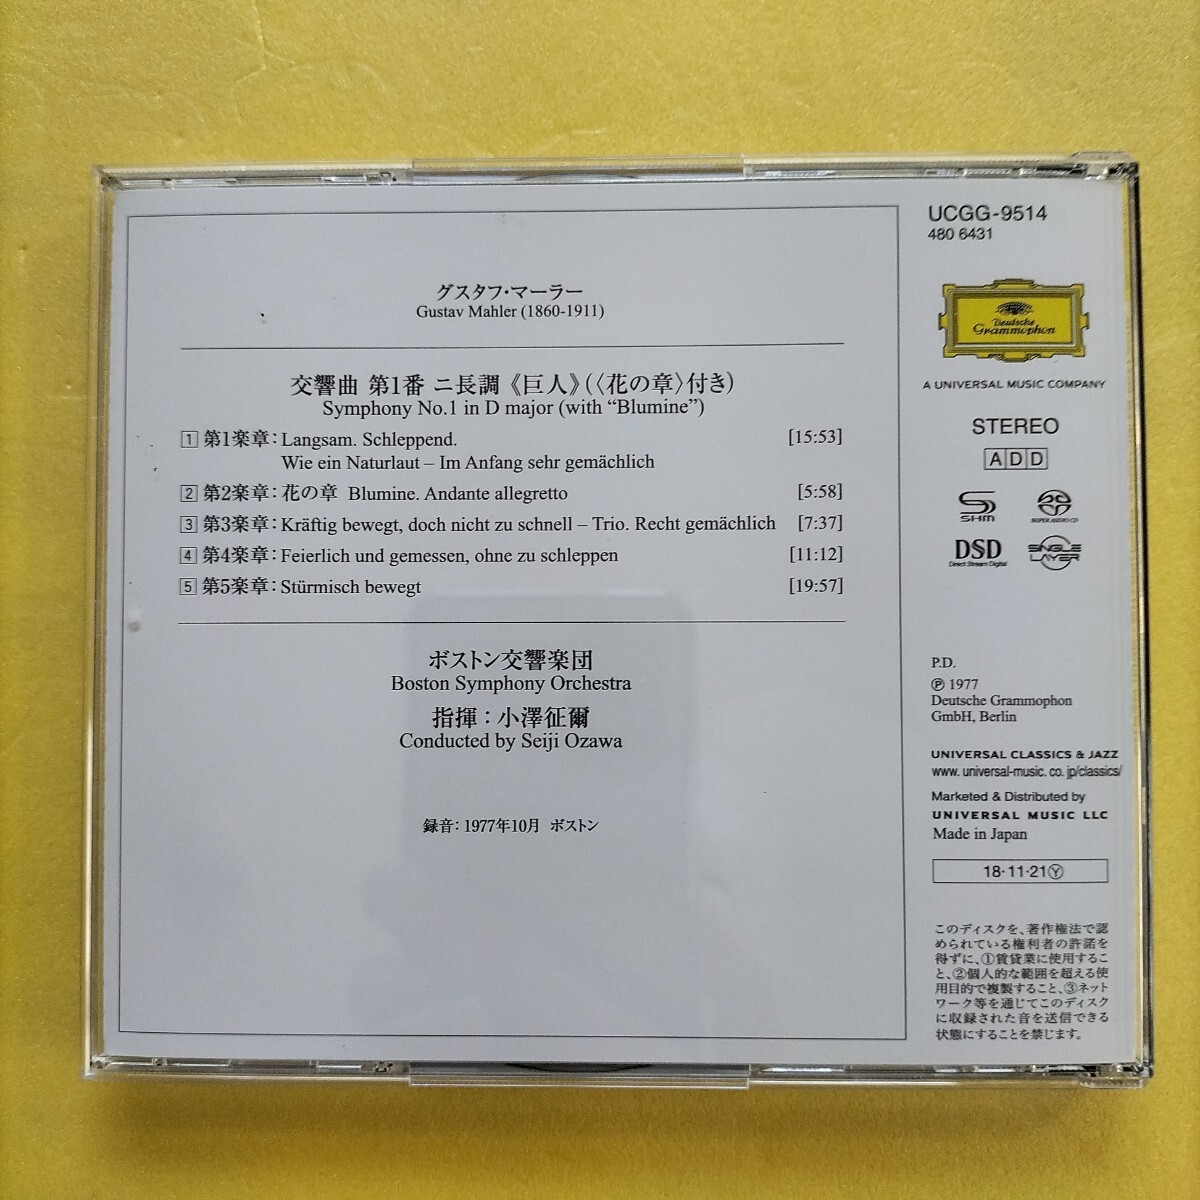 グスタフ・マーラー
Gustav Mahler (1860-1911)
交響曲 第1番 ニ長調《巨人》(〈花の章〉付き)
Symphony No.1 in D major (with “Blumine”)
1 第1楽章: Langsam. Schleppend. [15:53]
Wie ein Naturlaut – Im Anfang sehr gemächlich
2 第2楽章: 花の章 Blumine. Andante allegretto [5:58]
3 第3楽章: Kräftig bewegt, doch nicht zu schnell – Trio. Recht gemächlich [7:37]
4 第4楽章: Feierlich und gemessen, ohne zu schleppen [11:12]
5 第5楽章: Stürmisch bewegt [19:57]
ボストン交響楽団
Boston Symphony Orchestra
指揮：小澤征爾
Conducted by Seiji Ozawa
録音: 1977年10月 ボストン
UCGG-9514
480 6431
Deutsche
Grammophon
A UNIVERSAL MUSIC COMPANY
STEREO
ADD
SHM
SUPER AUDIO CD
DSD
Direct Stream Digital
SINGLE
LAYER
P.D.
Ⓟ 1977
Deutsche Grammophon
GmbH, Berlin
UNIVERSAL CLASSICS & JAZZ
www. universal-music. co. jp/classics/
Marketed & Distributed by
UNIVERSAL MUSIC LLC
Made in Japan
18·11·21Ⓨ
このディスクを、著作権法で認
められている権利者の許諾を
得ずに、①賃貸業に使用するこ
と、②個人的な範囲を超える使
用目的で複製すること、③ネット
ワーク等を通じてこのディスク
に収録された音を送信できる
状態にすることを禁じます。